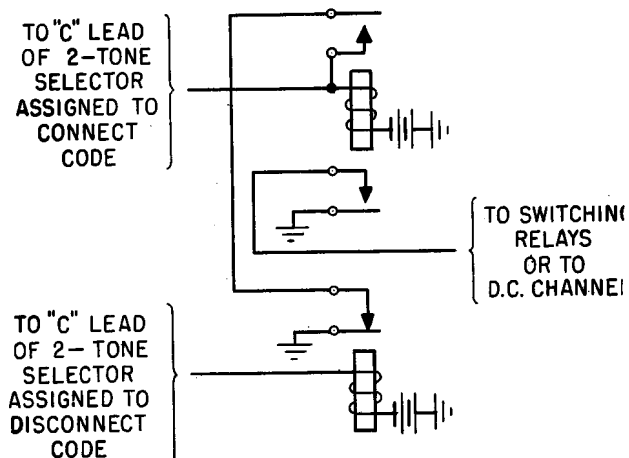 TO "C" LEAD
OF 2-TONE
SELECTOR
ASSIGNED TO
CONNECT
CODE
TO SWITCHING
RELAYS
OR TO
D.C. CHANNEL
TO "C" LEAD
OF 2-TONE
SELECTOR
ASSIGNED TO
DISCONNECT
CODE